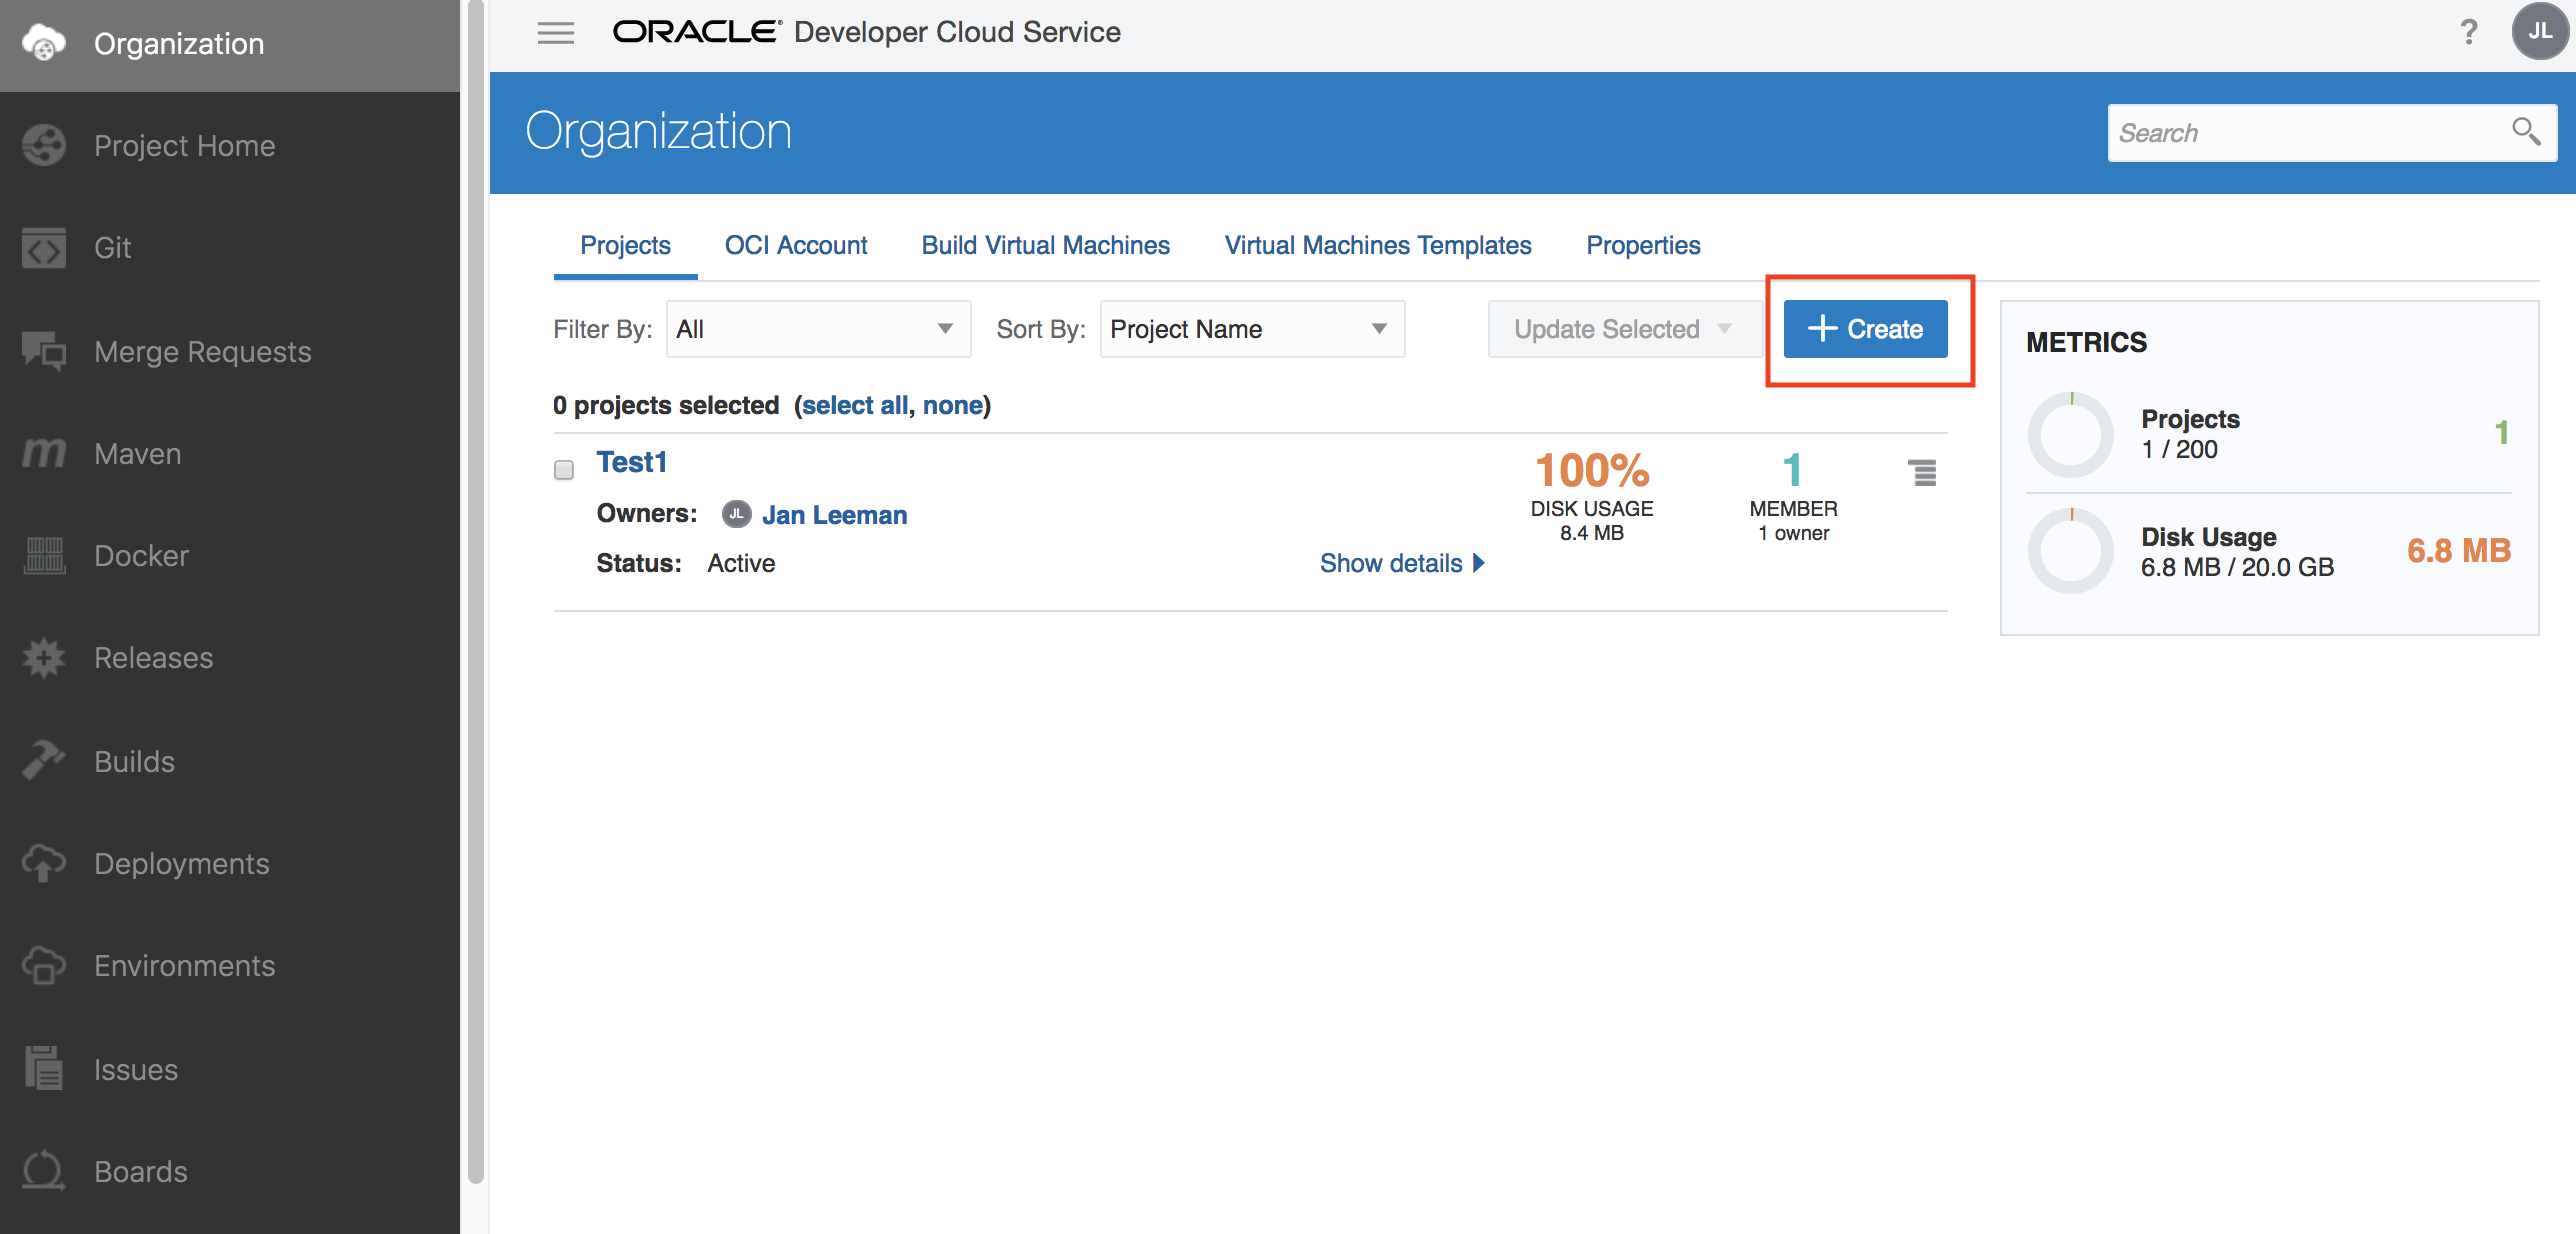 Organization
Project Home
Git
Merge Requests
Maven
Docker
Releases
Builds
Deployments
Environments
Issues
Boards
ORACLE® Developer Cloud Service
?
JL
Organization
Search
Projects OCI Account Build Virtual Machines Virtual Machines Templates Properties
Filter By: All Sort By: Project Name Update Selected + Create
0 projects selected (select all, none)
Test1
Owners: JL Jan Leeman
Status: Active
Show details
100%
DISK USAGE
8.4 MB
1
MEMBER
1 owner
METRICS
Projects
1 / 200
1
Disk Usage
6.8 MB / 20.0 GB
6.8 MB